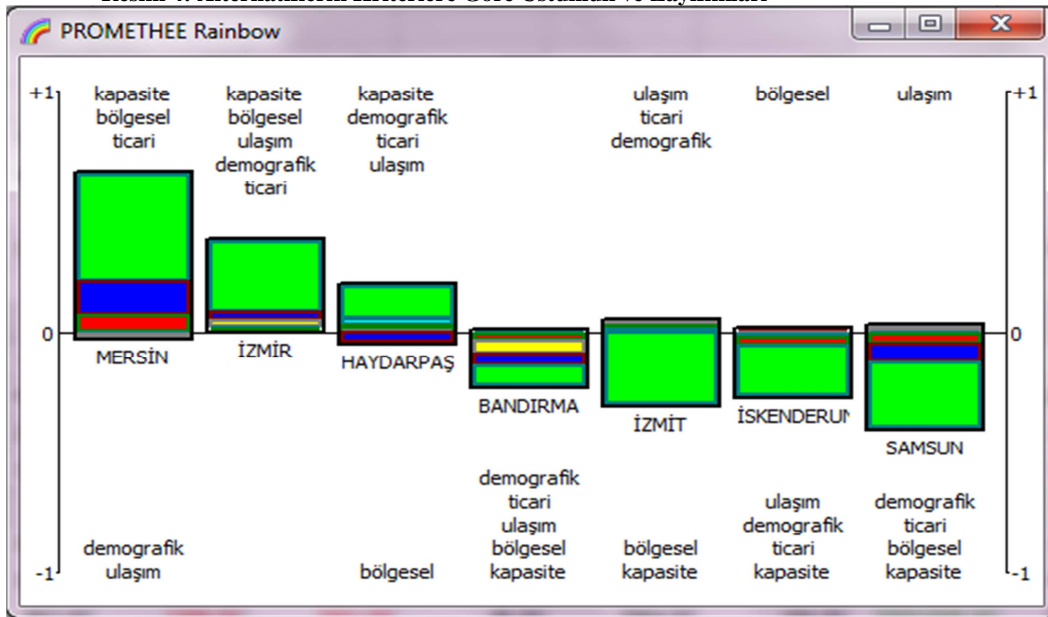 PROMETHEE Rainbow
+1
kapasite
bölgesel
ticari
kapasite
bölgesel
ulaşım
demografik
ticari
kapasite
demografik
ticari
ulaşım
ulaşım
ticari
demografik
bölgesel
ulaşım
+1
0
0
MERSİN
İZMİR
HAYDARPAŞ
BANDIRMA
İZMİT
İSKENDERUN
SAMSUN
demografik
ulaşım
bölgesel
demografik
ticari
ulaşım
bölgesel
kapasite
bölgesel
kapasite
ulaşım
demografik
ticari
kapasite
demografik
ticari
bölgesel
kapasite
-1
-1